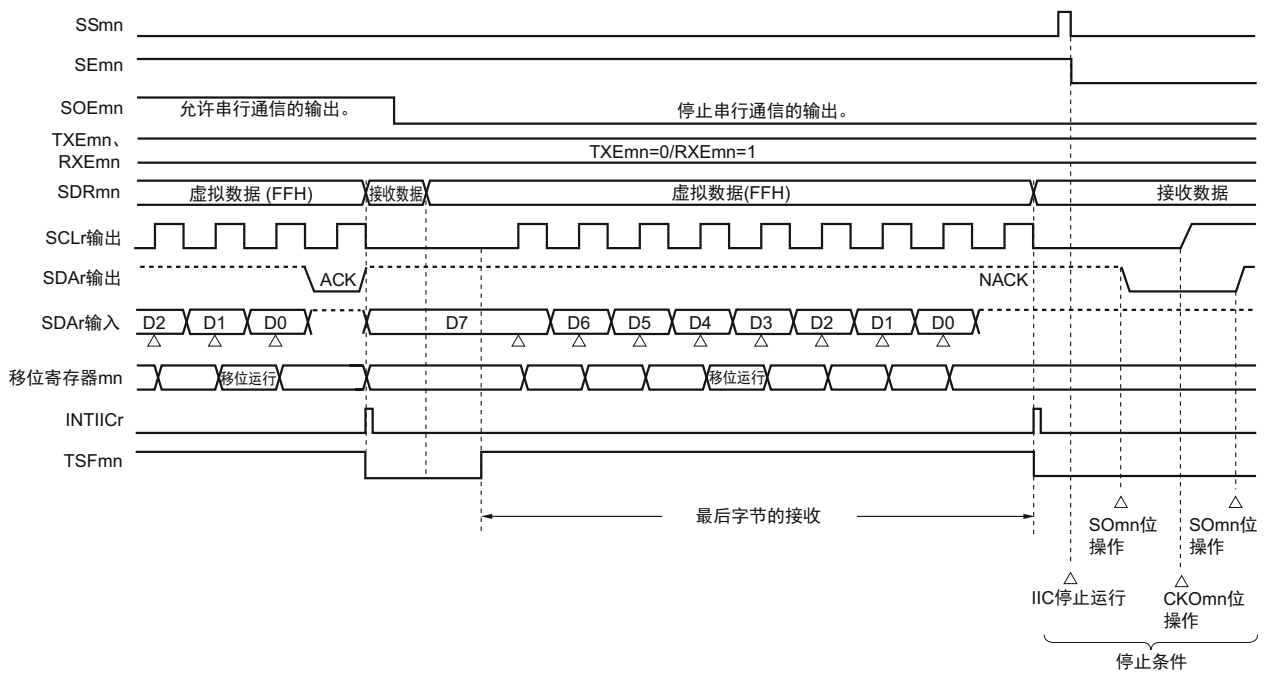 SSmn
SEmn
SOEmn 允许串行通信的输出。 停止串行通信的输出。
TXEmn、
RXEmn
TXEmn=0/RXEmn=1
SDRmn 虚拟数据 (FFH) 接收数据 虚拟数据(FFH) 接收数据
SCLr输出
SDAr输出 ACK NACK
SDAr输入 D2 D1 D0 D7 D6 D5 D4 D3 D2 D1 D0
移位寄存器mn 移位运行 移位运行
INTIICr
TSFmn
最后字节的接收
SOmn位
操作
SOmn位
操作
IIC停止运行
CKOmn位
操作
停止条件